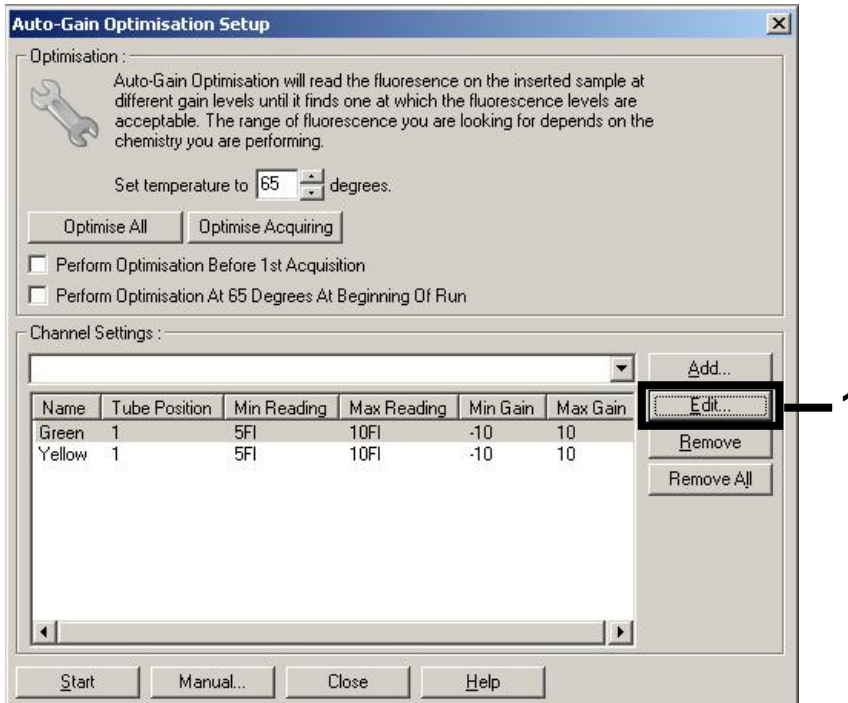 Auto-Gain Optimisation Setup
Optimisation :
Auto-Gain Optimisation will read the fluoresence on the inserted sample at
different gain levels until it finds one at which the fluorescence levels are
acceptable. The range of fluorescence you are looking for depends on the
chemistry you are performing.
Set temperature to 65 degrees.
Optimise All Optimise Acquiring
Perform Optimisation Before 1st Acquisition
Perform Optimisation At 65 Degrees At Beginning Of Run
Channel Settings :
Add...
Name Tube Position Min Reading Max Reading Min Gain Max Gain Edit... 1
Green 1 5Fl 10Fl -10 10
Remove
Yellow 1 5Fl 10Fl -10 10
Remove All
Start Manual... Close Help